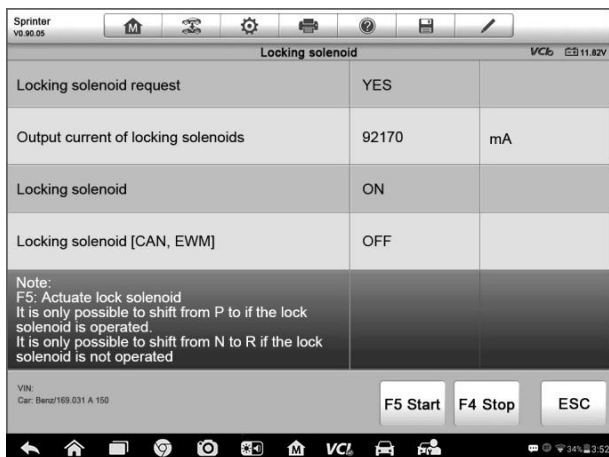 Sprinter
V0.90.05
M
Locking solenoid
VCI
11.82V
Locking solenoid request YES
Output current of locking solenoids 92170 mA
Locking solenoid ON
Locking solenoid [CAN, EWM] OFF
Note:
F5: Actuate lock solenoid
It is only possible to shift from P to if the lock
solenoid is operated.
It is only possible to shift from N to R if the lock
solenoid is not operated
VIN:
Car: Benz/169.031 A 150
F5 Start F4 Stop ESC
M VCI 34% 3:52